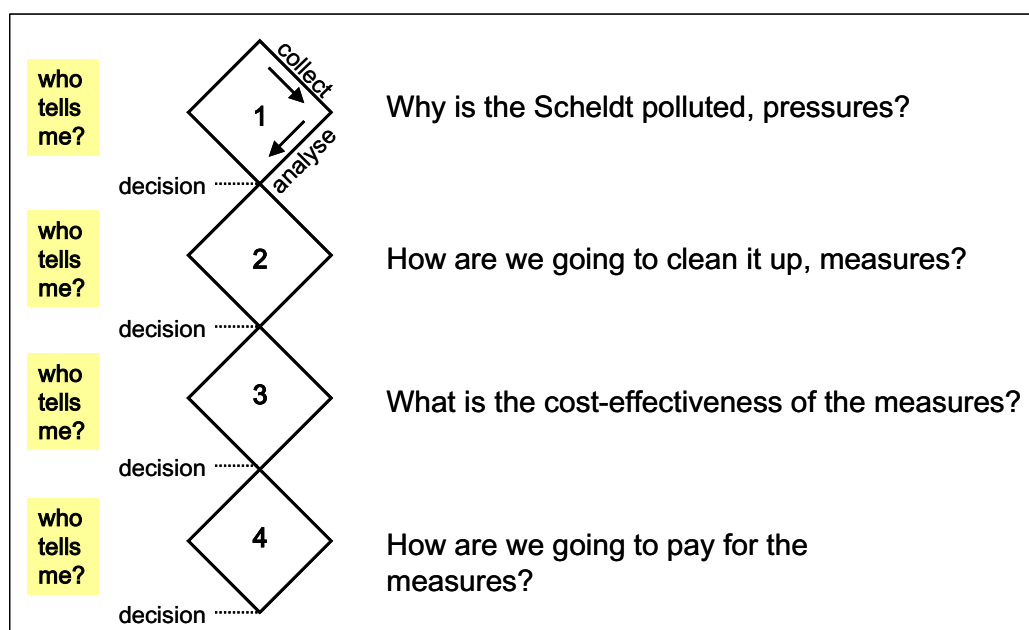 who
tells
me?
collect
1
analyse
Why is the Scheldt polluted, pressures?
decision
who
tells
me?
2
How are we going to clean it up, measures?
decision
who
tells
me?
3
What is the cost-effectiveness of the measures?
decision
who
tells
me?
4
How are we going to pay for the
measures?
decision